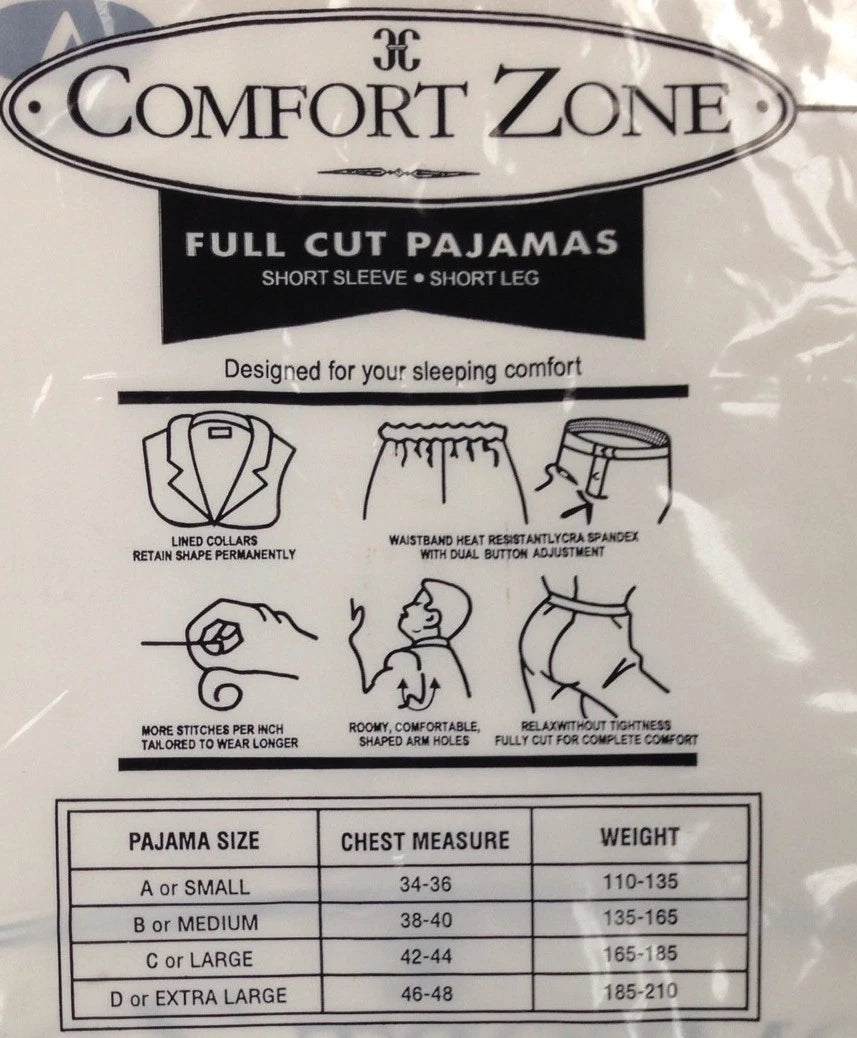 COMFORT ZONE
FULL CUT PAJAMAS
SHORT SLEEVE • SHORT LEG
Designed for your sleeping comfort
LINED COLLARS
RETAIN SHAPE PERMANENTLY
WAISTBAND HEAT RESISTANTLYCRA SPANDEX
WITH DUAL BUTTON ADJUSTMENT
MORE STITCHES PER INCH
TAILORED TO WEAR LONGER
ROOMY, COMFORTABLE,
SHAPED ARM HOLES
RELAXWITHOUT TIGHTNESS
FULLY CUT FOR COMPLETE COMFORT
PAJAMA SIZE CHEST MEASURE WEIGHT
A or SMALL 34-36 110-135
B or MEDIUM 38-40 135-165
C or LARGE 42-44 165-185
D or EXTRA LARGE 46-48 185-210